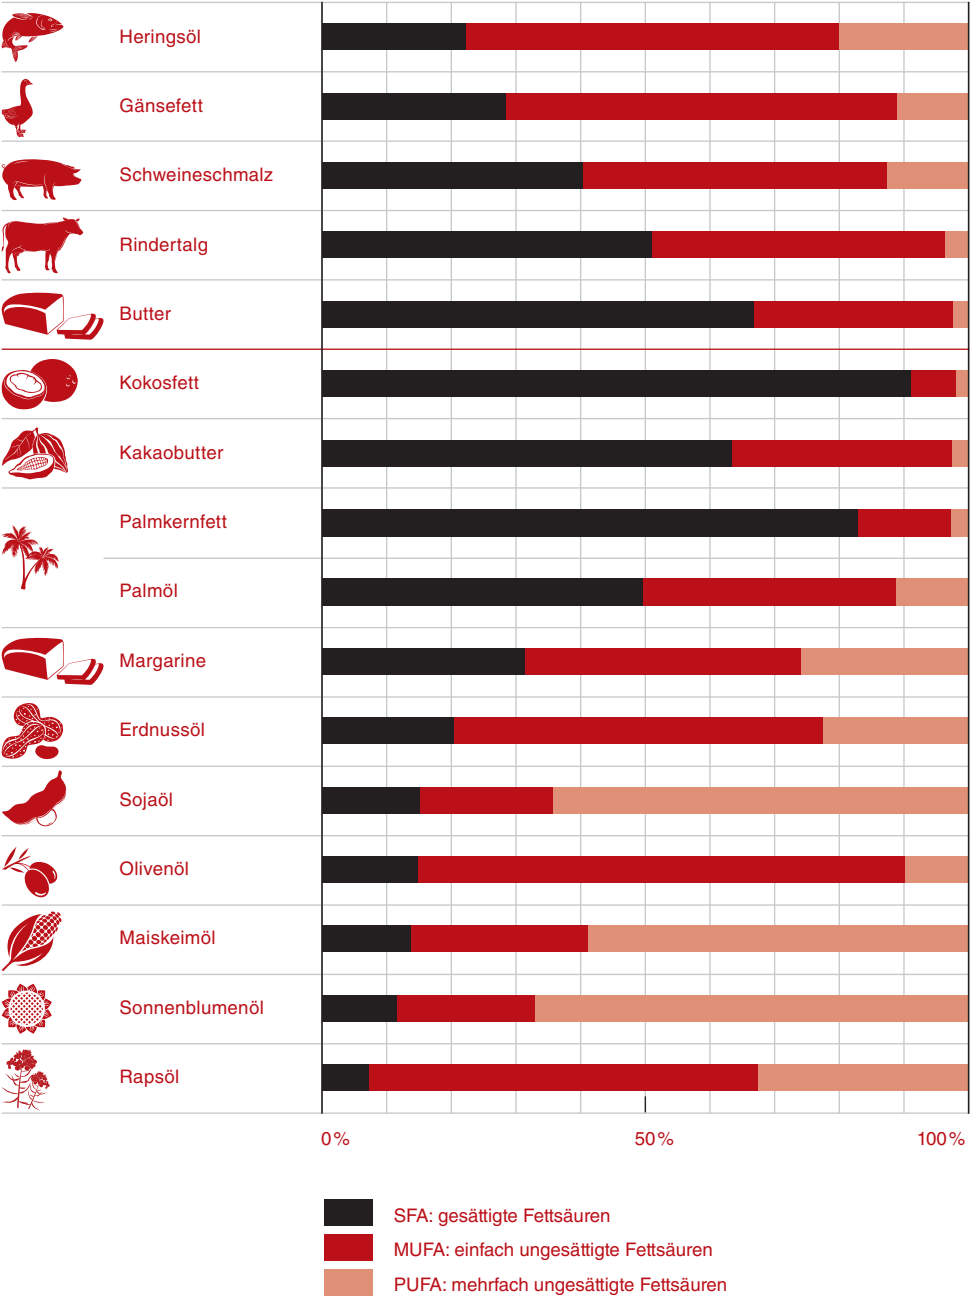 Heringsöl
Gänsefett
Schweineschmalz
Rindertalg
Butter
Kokosfett
Kakaobutter
Palmkernfett
Palmöl
Margarine
Erdnussöl
Sojaöl
Olivenöl
Maiskeimöl
Sonnenblumenöl
Rapsöl
0% 50% 100%
SFA: gesättigte Fettsäuren
MUFA: einfach ungesättigte Fettsäuren
PUFA: mehrfach ungesättigte Fettsäuren